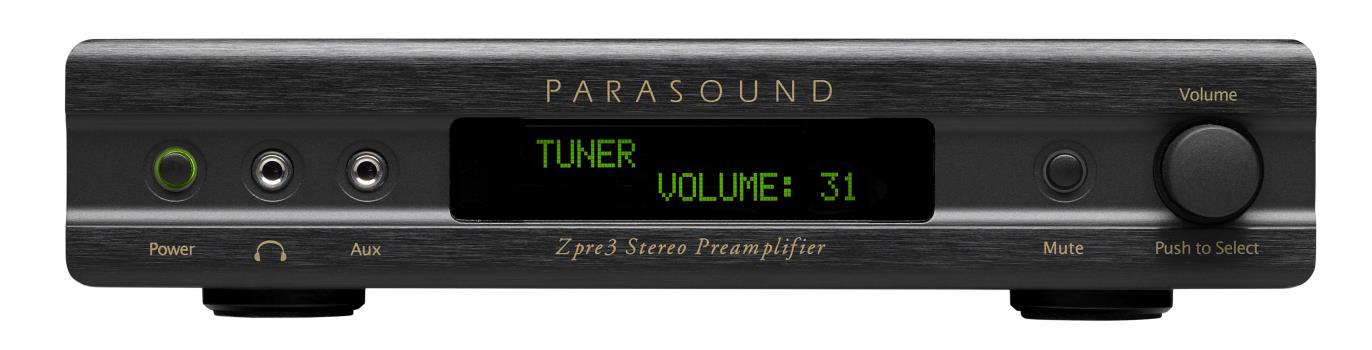 PARASOUND
Volume
TUNER
VOLUME: 31
Power
Aux
Zpre3 Stereo Preamplifier
Mute
Push to Select